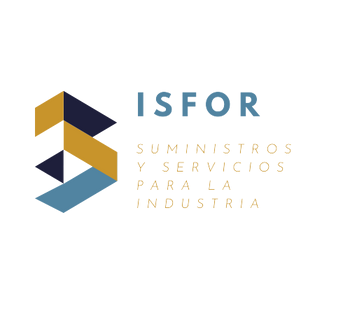 ISFOR
SUMINISTROS
Y SERVICIOS
PARA LA
INDUSTRIA